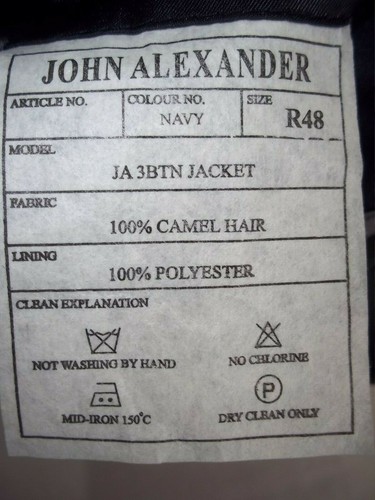 JOHN ALEXANDER
ARTICLE NO. COLOUR NO. SIZE
NAVY R48
MODEL
JA 3BTN JACKET
FABRIC
100% CAMEL HAIR
LINING
100% POLYESTER
CLEAN EXPLANATION
NOT WASHING BY HAND NO CHLORINE
P
MID-IRON 150°C DRY CLEAN ONLY